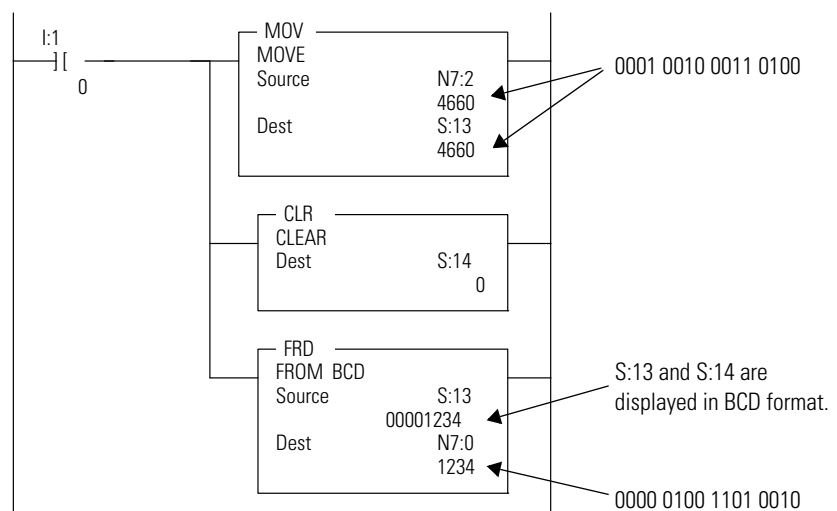 I:1
] [
0
MOV
MOVE
Source N7:2
4660
Dest S:13
4660
0001 0010 0011 0100
CLR
CLEAR
Dest S:14
0
FRD
FROM BCD
Source S:13
00001234
Dest N7:0
1234
S:13 and S:14 are
displayed in BCD format.
0000 0100 1101 0010